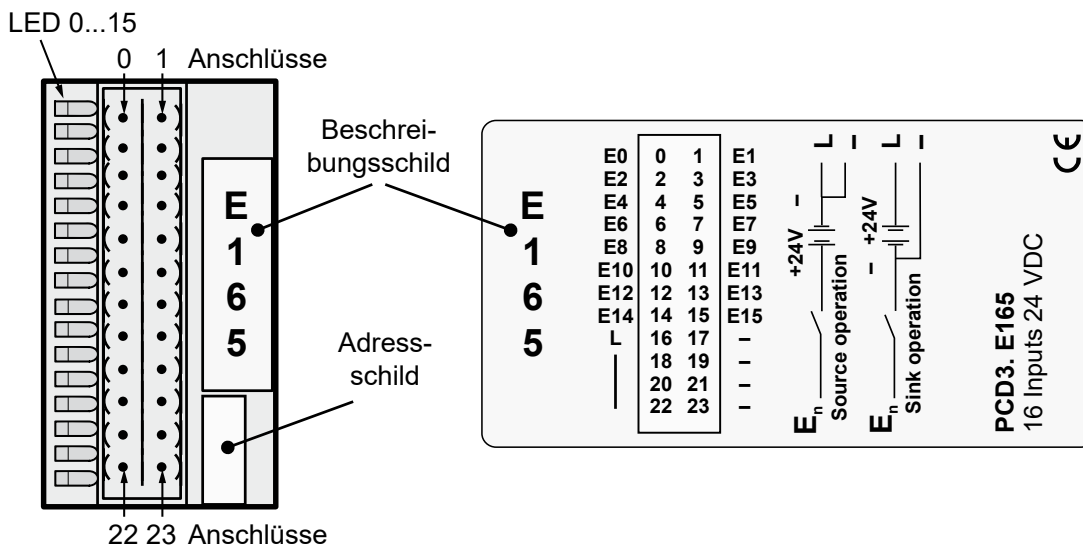 LED 0...15
0 1 Anschlüsse
Beschrei-
bungsschild
E
1
6
5
Adress-
schild
22 23 Anschlüsse
E
1
6
5
E0 0 1 E1
E2 2 3 E3
E4 4 5 E5
E6 6 7 E7
E8 8 9 E9
E10 10 11 E11
E12 12 13 E13
E14 14 15 E15
L 16 17 –
18 19 –
20 21 –
22 23 –
L –
+24V –
En
Source operation
L –
– +24V
En
Sink operation
PCD3. E165
16 Inputs 24 VDC
CE